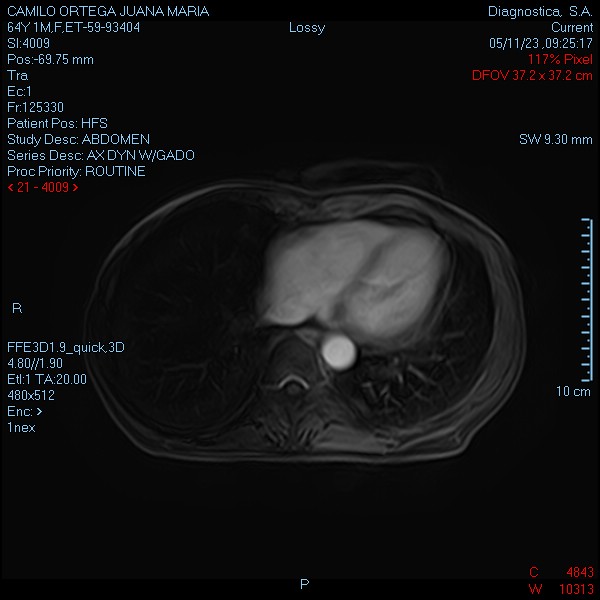 CAMILO ORTEGA JUANA MARIA
64Y 1M,F,ET-59-93404
Sl:4009
Pos:-69.75 mm
Tra
Ec:1
Fr:125330
Patient Pos: HFS
Study Desc: ABDOMEN
Series Desc: AX DYN W/GADO
Proc Priority: ROUTINE
< 21 - 4009 >
Lossy
Diagnostica, S.A.
Current
05/11/23 ,09:25:17
117% Pixel
DFOV 37.2 x 37.2 cm
SW 9.30 mm
R
FFE3D1.9_quick,3D
4.80//1.90
Etl:1 TA:20.00
480x512
Enc: >
1nex
10 cm
P
C 4843
W 10313